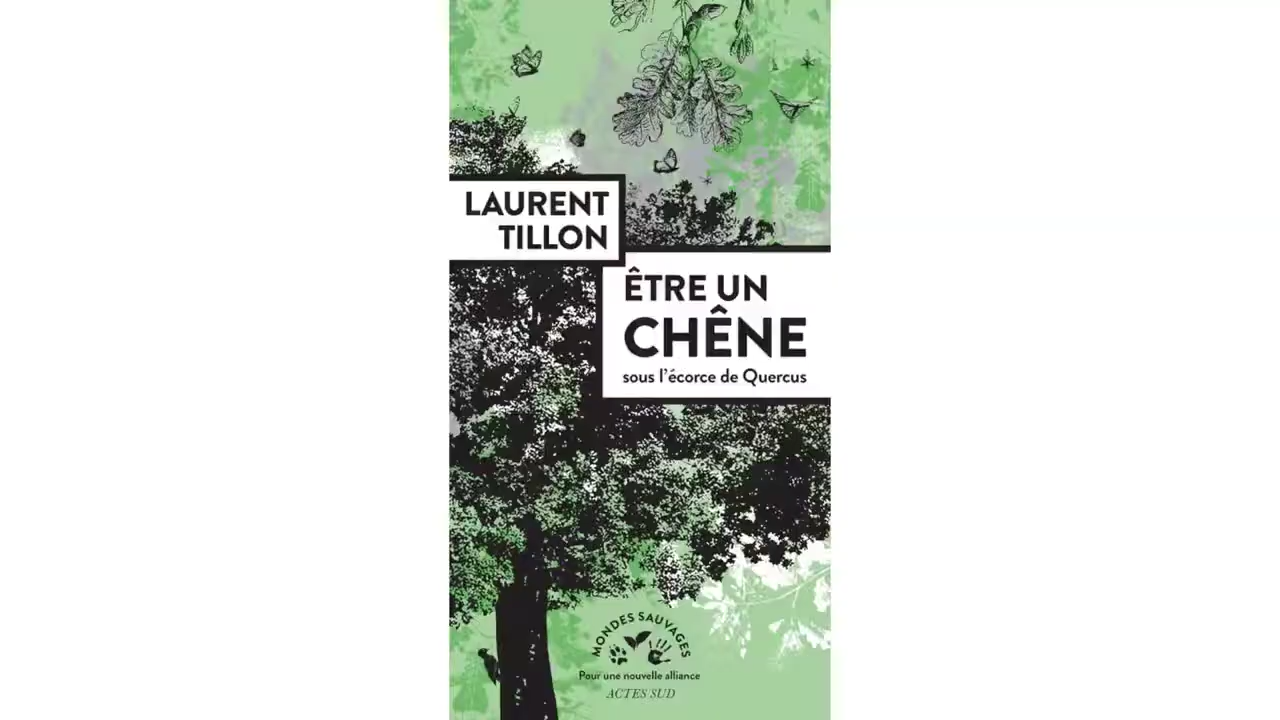 LAURENT
TILLON
ÊTRE UN
CHÊNE
sous l’écorce de Quercus
MONDES SAUVAGES
Pour une nouvelle alliance
ACTES SUD